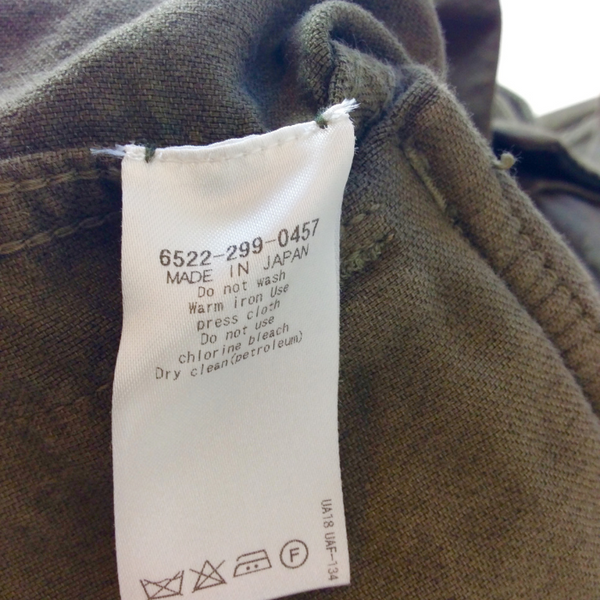 6522-299-0457
MADE IN JAPAN
Do not wash
Warm iron Use
press cloth
Do not use
chlorine bleach
Dry clean(petroleum)
UA18 UAF-134
F